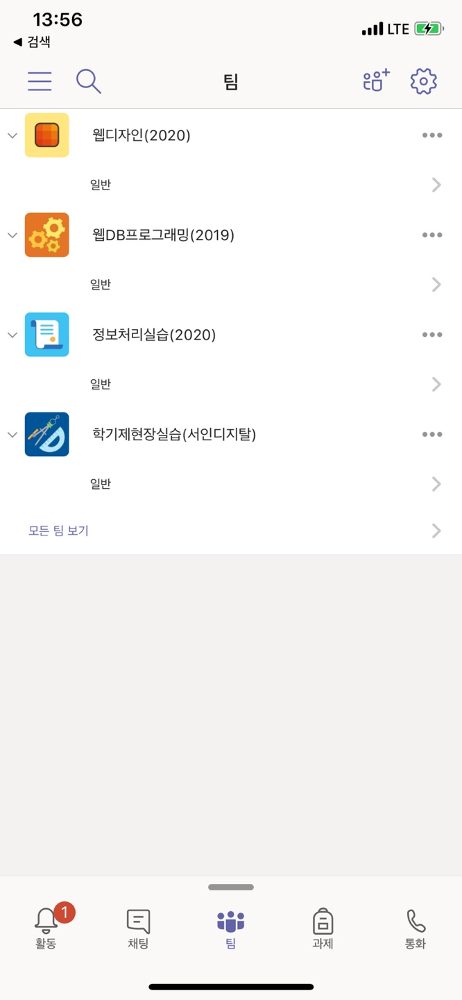 13:56
LTE
◀ 검색
팀
웹디자인(2020)
일반
웹DB프로그래밍(2019)
일반
정보처리실습(2020)
일반
학기제현장실습(서인디지탈)
일반
모든 팀 보기
1
활동
채팅
팀
과제
통화